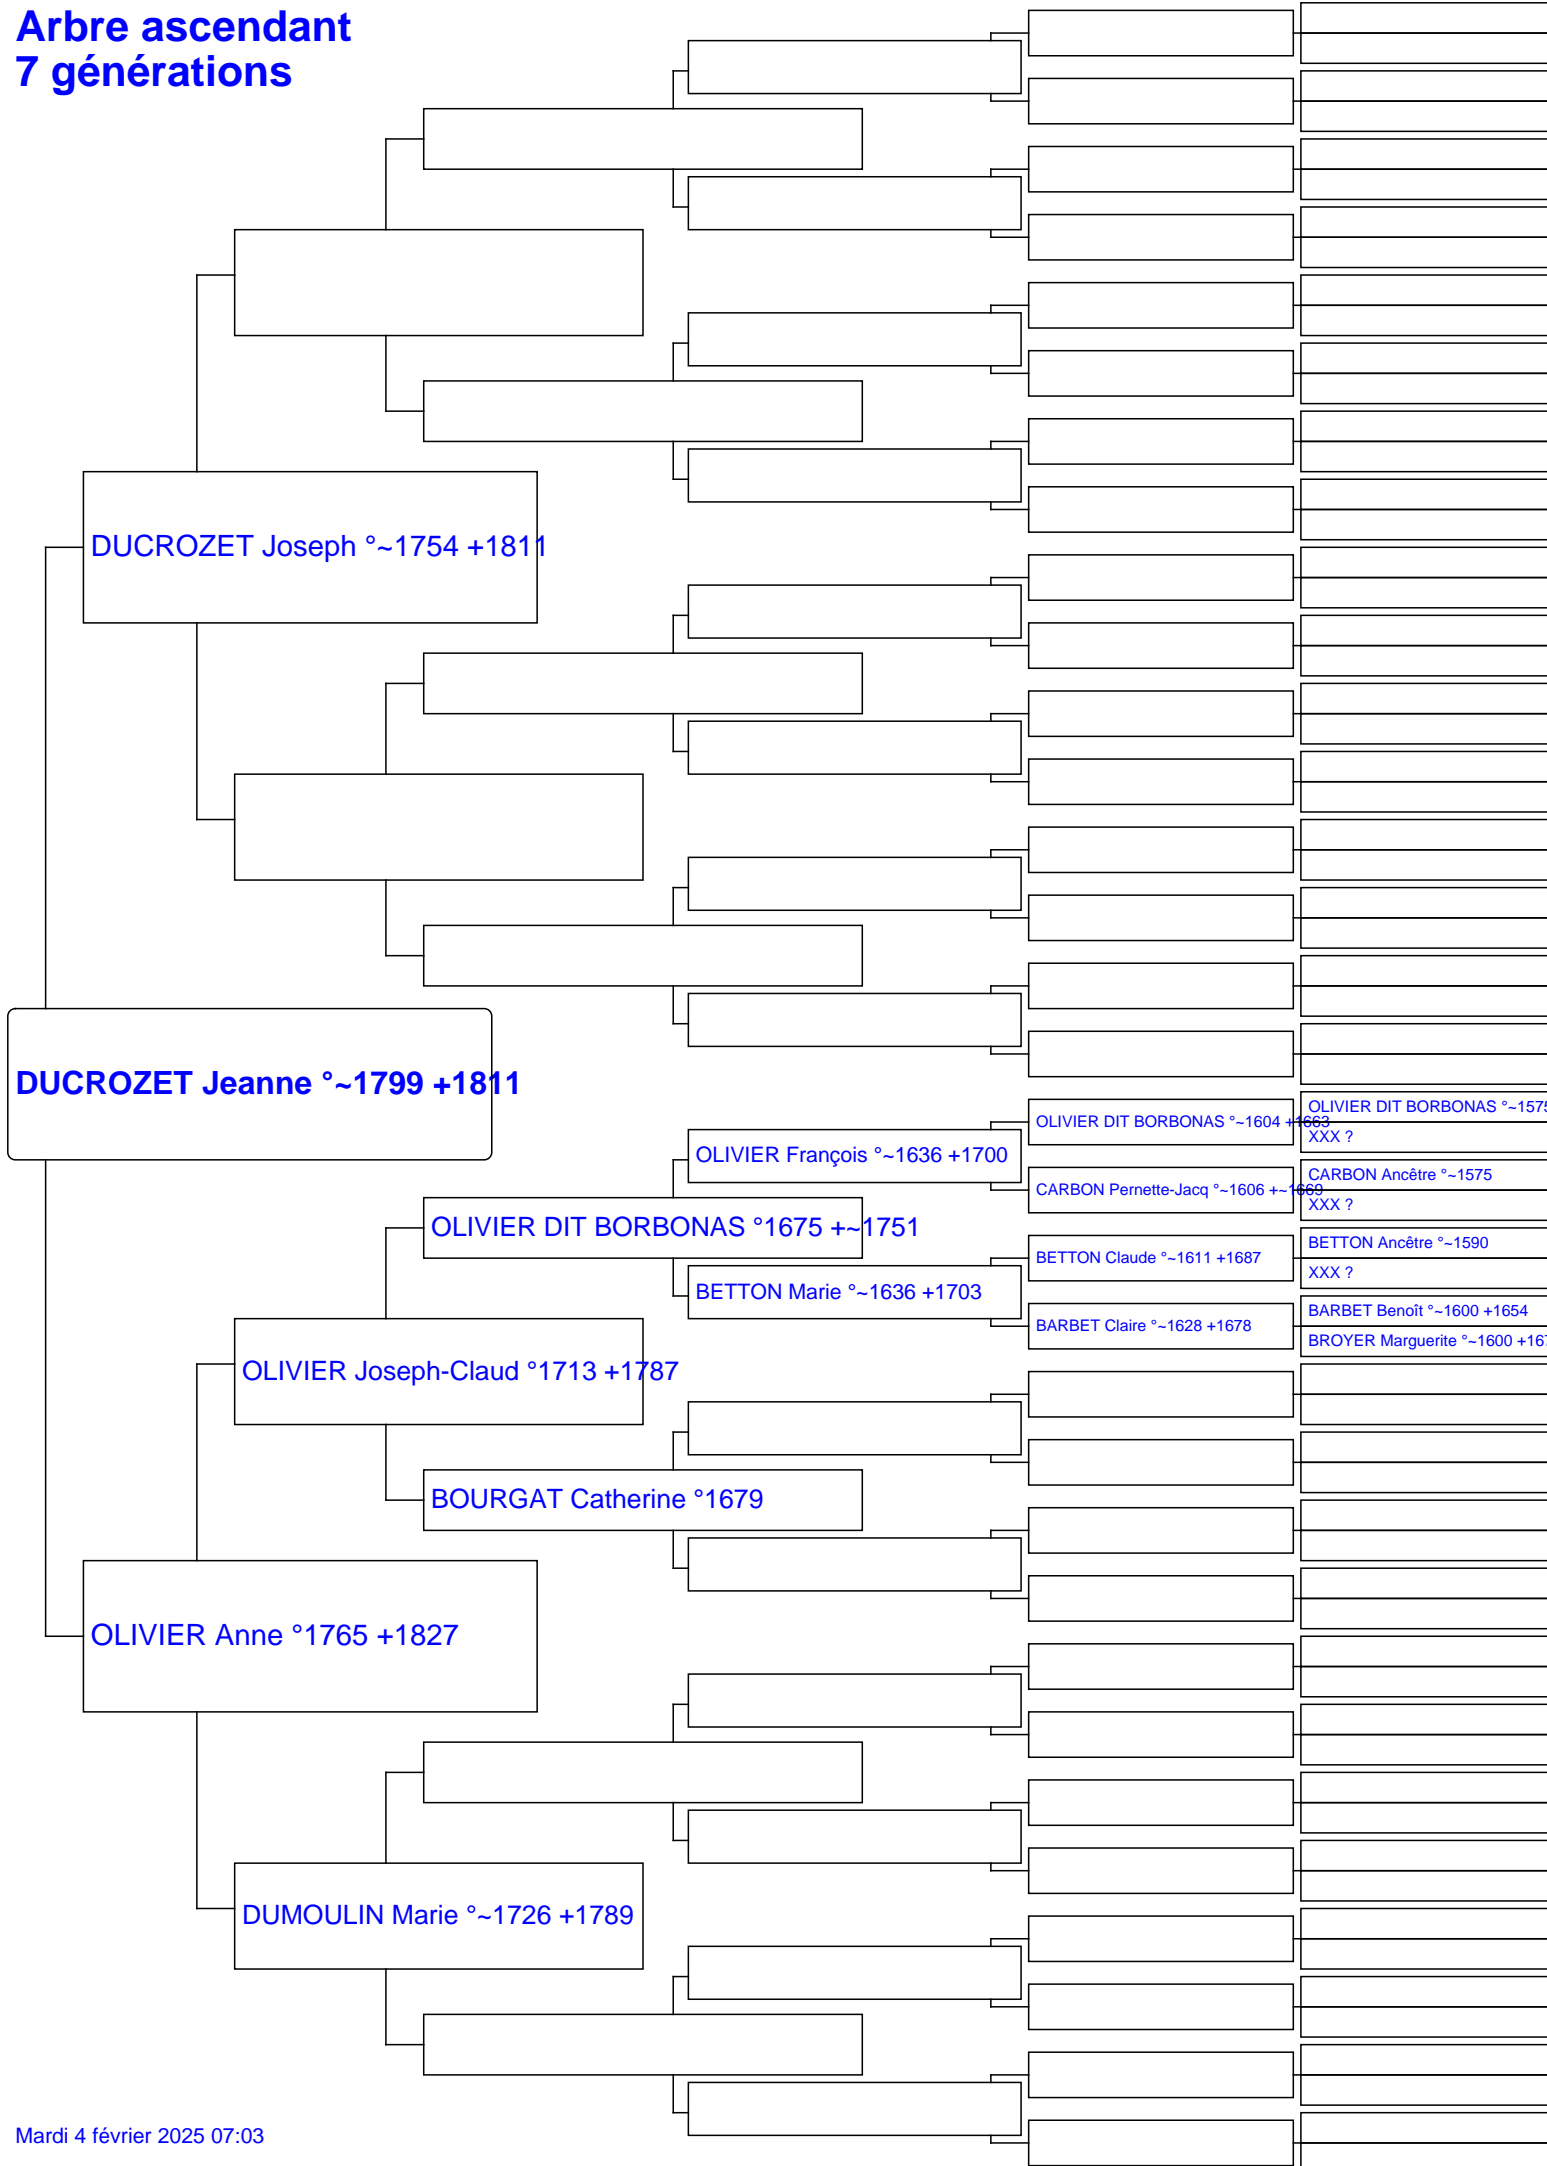 Arbre ascendant
7 générations
DUCROZET Joseph °~1754 +1811
DUCROZET Jeanne °~1799 +1811
OLIVIER DIT BORBONAS °~1575
OLIVIER DIT BORBONAS °~1604 +1663
XXX ?
OLIVIER François °~1636 +1700
CARBON Ancêtre °~1575
CARBON Pernette-Jacq °~1606 +~1669
XXX ?
OLIVIER DIT BORBONAS °1675 +~1751
BETTON Ancêtre °~1590
BETTON Claude °~1611 +1687
XXX ?
BETTON Marie °~1636 +1703
BARBET Benoît °~1600 +1654
BARBET Claire °~1628 +1678
BROYER Marguerite °~1600 +167
OLIVIER Joseph-Claud °1713 +1787
BOURGAT Catherine °1679
OLIVIER Anne °1765 +1827
DUMOULIN Marie °~1726 +1789
Mardi 4 février 2025 07:03